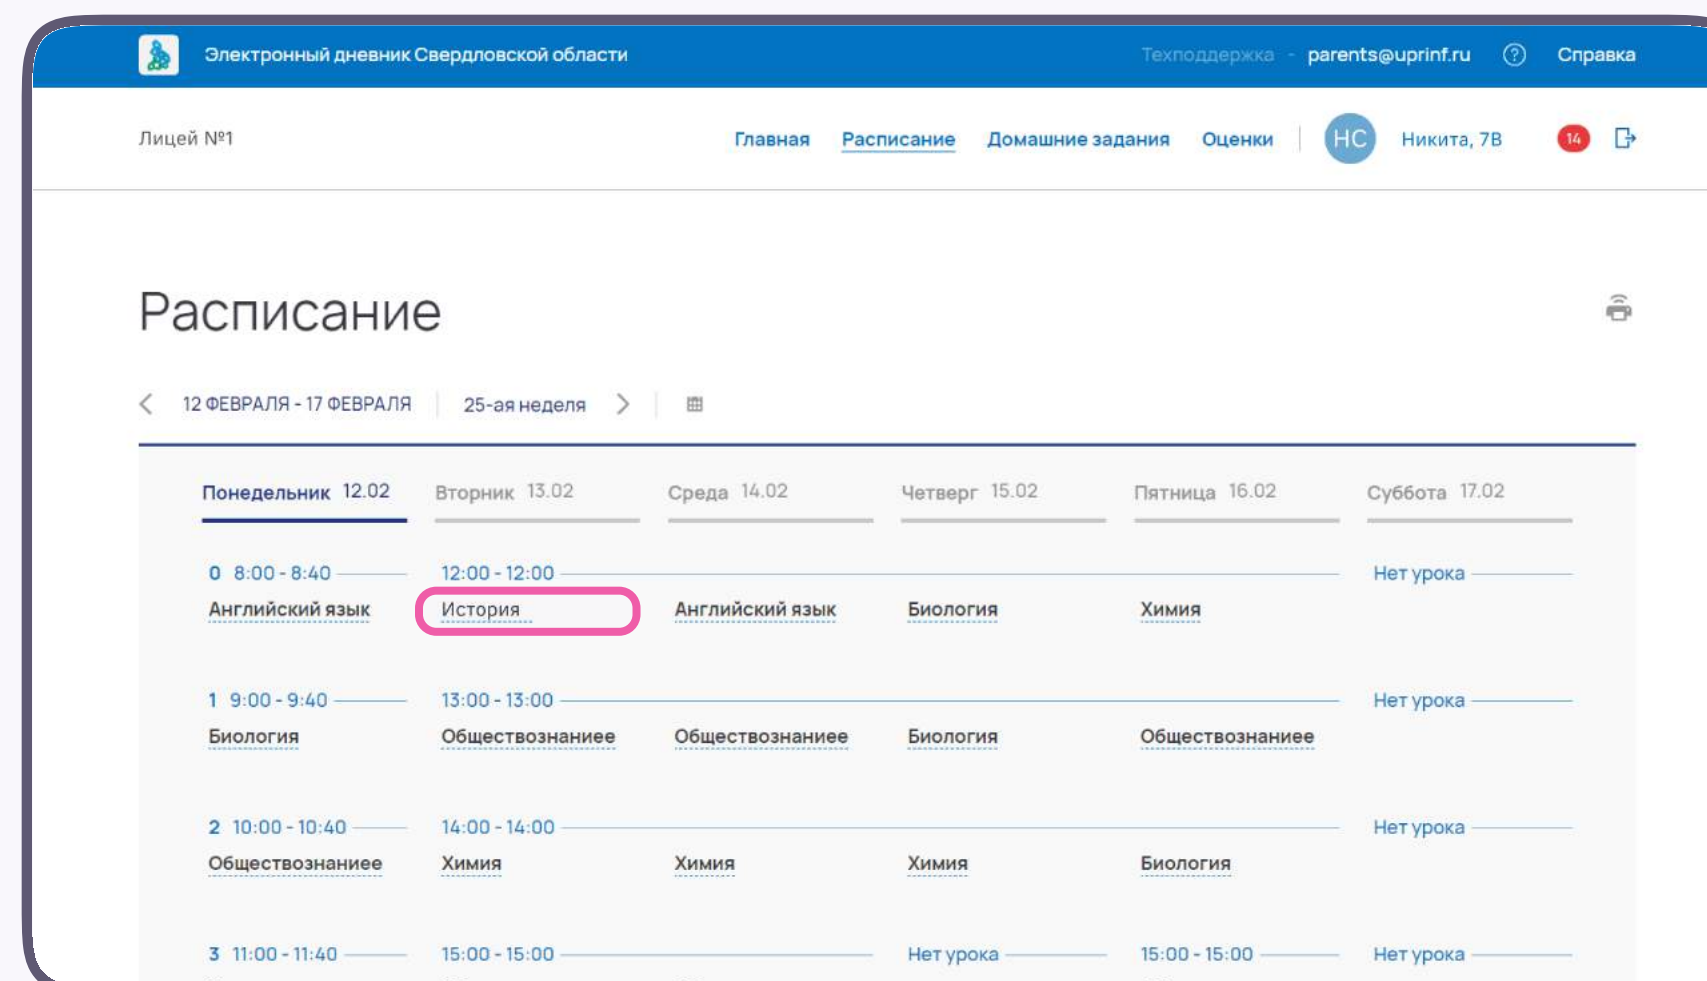 Электронный дневник Свердловской области
Техподдержка - parents@uprinf.ru ? Справка
Лицей №1
Главная Расписание Домашние задания Оценки НС Никита, 7В 14
Расписание
12 ФЕВРАЛЯ - 17 ФЕВРАЛЯ 25-ая неделя
Понедельник 12.02 Вторник 13.02 Среда 14.02 Четверг 15.02 Пятница 16.02 Суббота 17.02
0 8:00 - 8:40 12:00 - 12:00 Нет урока
Английский язык История Английский язык Биология Химия
1 9:00 - 9:40 13:00 - 13:00 Нет урока
Биология Обществознаниее Обществознаниее Биология Обществознаниее
2 10:00 - 10:40 14:00 - 14:00 Нет урока
Обществознаниее Химия Химия Химия Биология
3 11:00 - 11:40 15:00 - 15:00 Нет урока 15:00 - 15:00 Нет урока